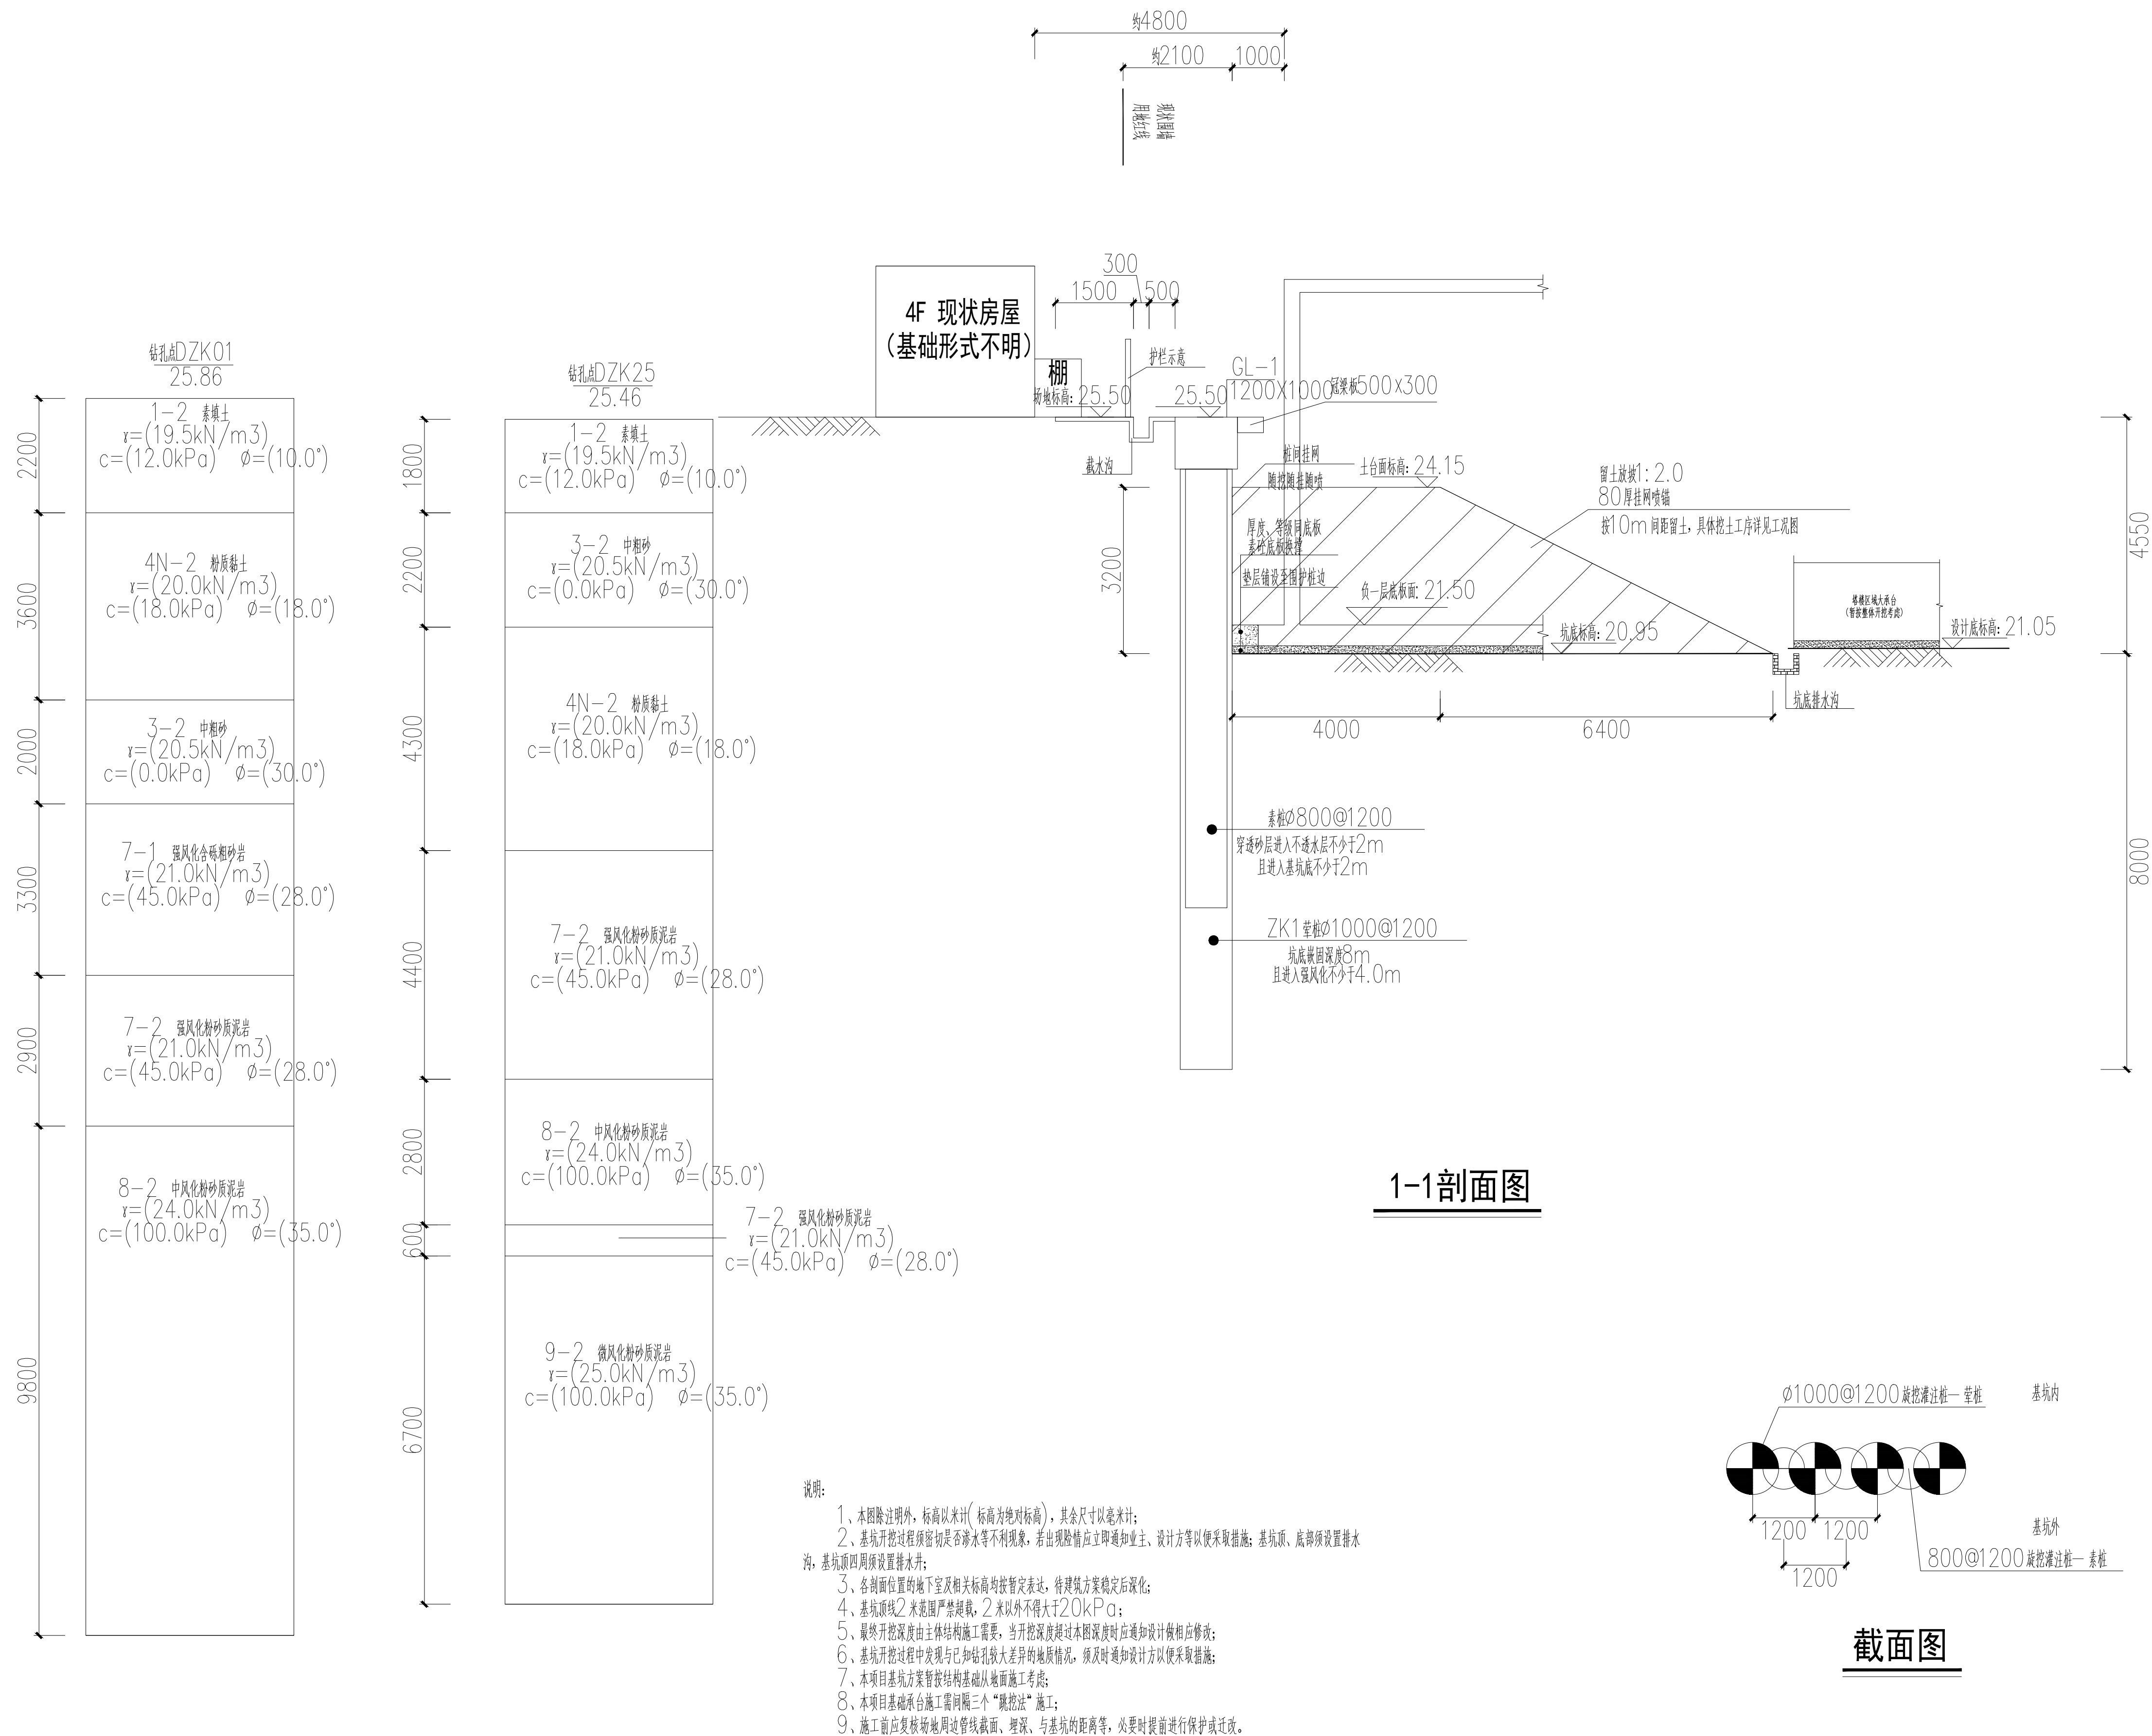 约4800
约2100
1000
用地红线
现状围墙
4F 现状房屋
(基础形式不明)
棚
300
1500
500
护栏示意
场地标高: 25.50
25.50
GL-1
1200X1000
冠梁板500x300
截水沟
桩间挂网
随挖随挂随喷
土台面标高: 24.15
留土放坡1: 2.0
80厚挂网喷锚
按10m间距留土, 具体挖土工序详见工况图
厚度、等级同底板
素砼底板换撑
垫层铺设至围护桩边
3200
负一层底板面: 21.50
坑底标高: 20.95
塔楼区域大承台
(暂按整体开挖考虑)
设计底标高: 21.05
坑底排水沟
4000
6400
4550
8000
素桩Ø800@1200
穿透砂层进入不透水层不少于2m
且进入基坑底不少于2m
ZK1荤桩Ø1000@1200
坑底嵌固深度8m
且进入强风化不少于4.0m
1-1剖面图
钻孔点DZK01
25.86
2200
1-2 素填土
γ=(19.5kN/m3)
c=(12.0kPa) Ø=(10.0°)
3600
4N-2 粉质黏土
γ=(20.0kN/m3)
c=(18.0kPa) Ø=(18.0°)
2000
3-2 中粗砂
γ=(20.5kN/m3)
c=(0.0kPa) Ø=(30.0°)
3300
7-1 强风化含砾粗砂岩
γ=(21.0kN/m3)
c=(45.0kPa) Ø=(28.0°)
2900
7-2 强风化粉砂质泥岩
γ=(21.0kN/m3)
c=(45.0kPa) Ø=(28.0°)
9800
8-2 中风化粉砂质泥岩
γ=(24.0kN/m3)
c=(100.0kPa) Ø=(35.0°)
钻孔点DZK25
25.46
1800
1-2 素填土
γ=(19.5kN/m3)
c=(12.0kPa) Ø=(10.0°)
2200
3-2 中粗砂
γ=(20.5kN/m3)
c=(0.0kPa) Ø=(30.0°)
4300
4N-2 粉质黏土
γ=(20.0kN/m3)
c=(18.0kPa) Ø=(18.0°)
4400
7-2 强风化粉砂质泥岩
γ=(21.0kN/m3)
c=(45.0kPa) Ø=(28.0°)
2800
8-2 中风化粉砂质泥岩
γ=(24.0kN/m3)
c=(100.0kPa) Ø=(35.0°)
600
7-2 强风化粉砂质泥岩
γ=(21.0kN/m3)
c=(45.0kPa) Ø=(28.0°)
6700
9-2 微风化粉砂质泥岩
γ=(25.0kN/m3)
c=(100.0kPa) Ø=(35.0°)
说明:
1、本图除注明外, 标高以米计(标高为绝对标高), 其余尺寸以毫米计;
2、基坑开挖过程须密切是否渗水等不利现象, 若出现险情应立即通知业主、设计方等以便采取措施; 基坑顶、底部须设置排水
沟, 基坑顶四周须设置排水井;
3、各剖面位置的地下室及相关标高均按暂定表达, 待建筑方案稳定后深化;
4、基坑顶线2米范围严禁超载, 2米以外不得大于20kPa;
5、最终开挖深度由主体结构施工需要, 当开挖深度超过本图深度时应通知设计做相应修改;
6、基坑开挖过程中发现与已知钻孔较大差异的地质情况, 须及时通知设计方以便采取措施;
7、本项目基坑方案暂按结构基础从地面施工考虑;
8、本项目基础承台施工需间隔三个“跳挖法”施工;
9、施工前应复核场地周边管线截面、埋深、与基坑的距离等, 必要时提前进行保护或迁改。
Ø1000@1200旋挖灌注桩—荤桩
基坑内
1200
1200
1200
基坑外
800@1200旋挖灌注桩—素桩
截面图